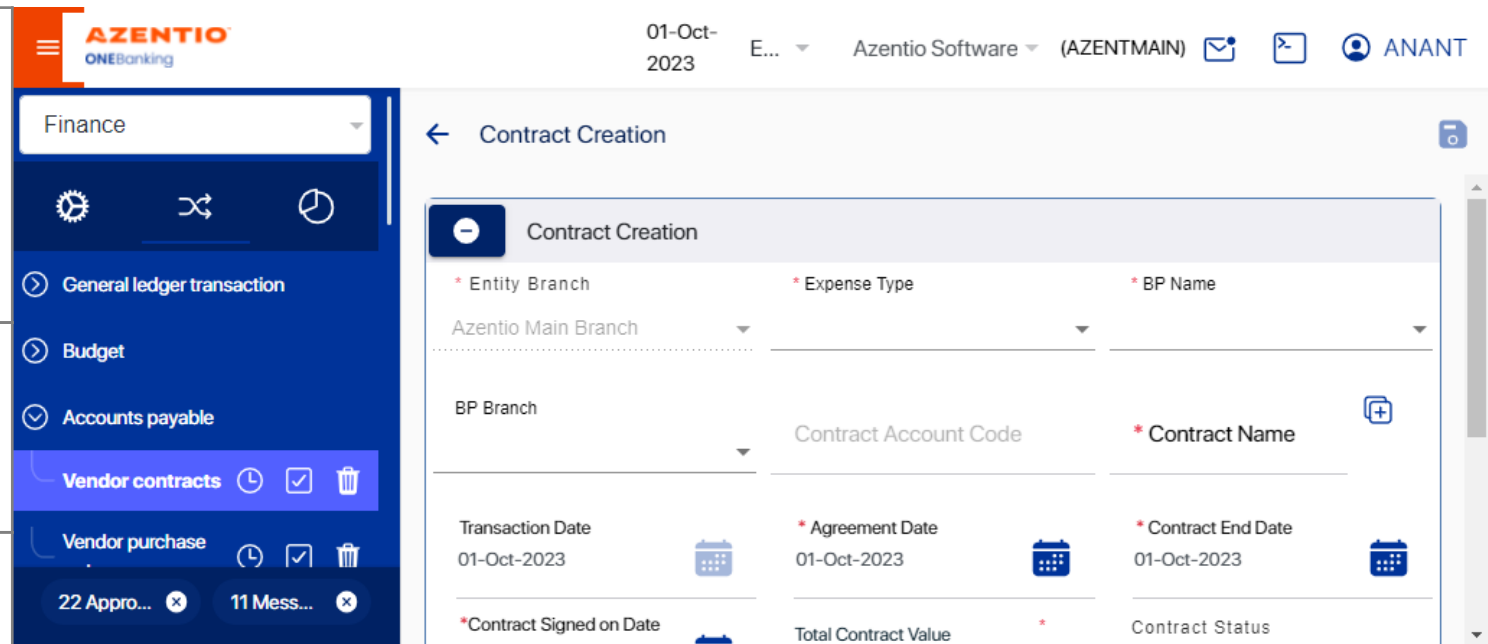 AZENTIO
ONEBanking
01-Oct-
2023
E...
Azentio Software
(AZENTMAIN)
ANANT
Finance
Contract Creation
Contract Creation
General ledger transaction
* Entity Branch
* Expense Type
* BP Name
Azentio Main Branch
Budget
Accounts payable
BP Branch
Contract Account Code
* Contract Name
Vendor contracts
Transaction Date
* Agreement Date
* Contract End Date
Vendor purchase
01-Oct-2023
01-Oct-2023
01-Oct-2023
22 Appro...
11 Mess...
*Contract Signed on Date
Total Contract Value *
Contract Status